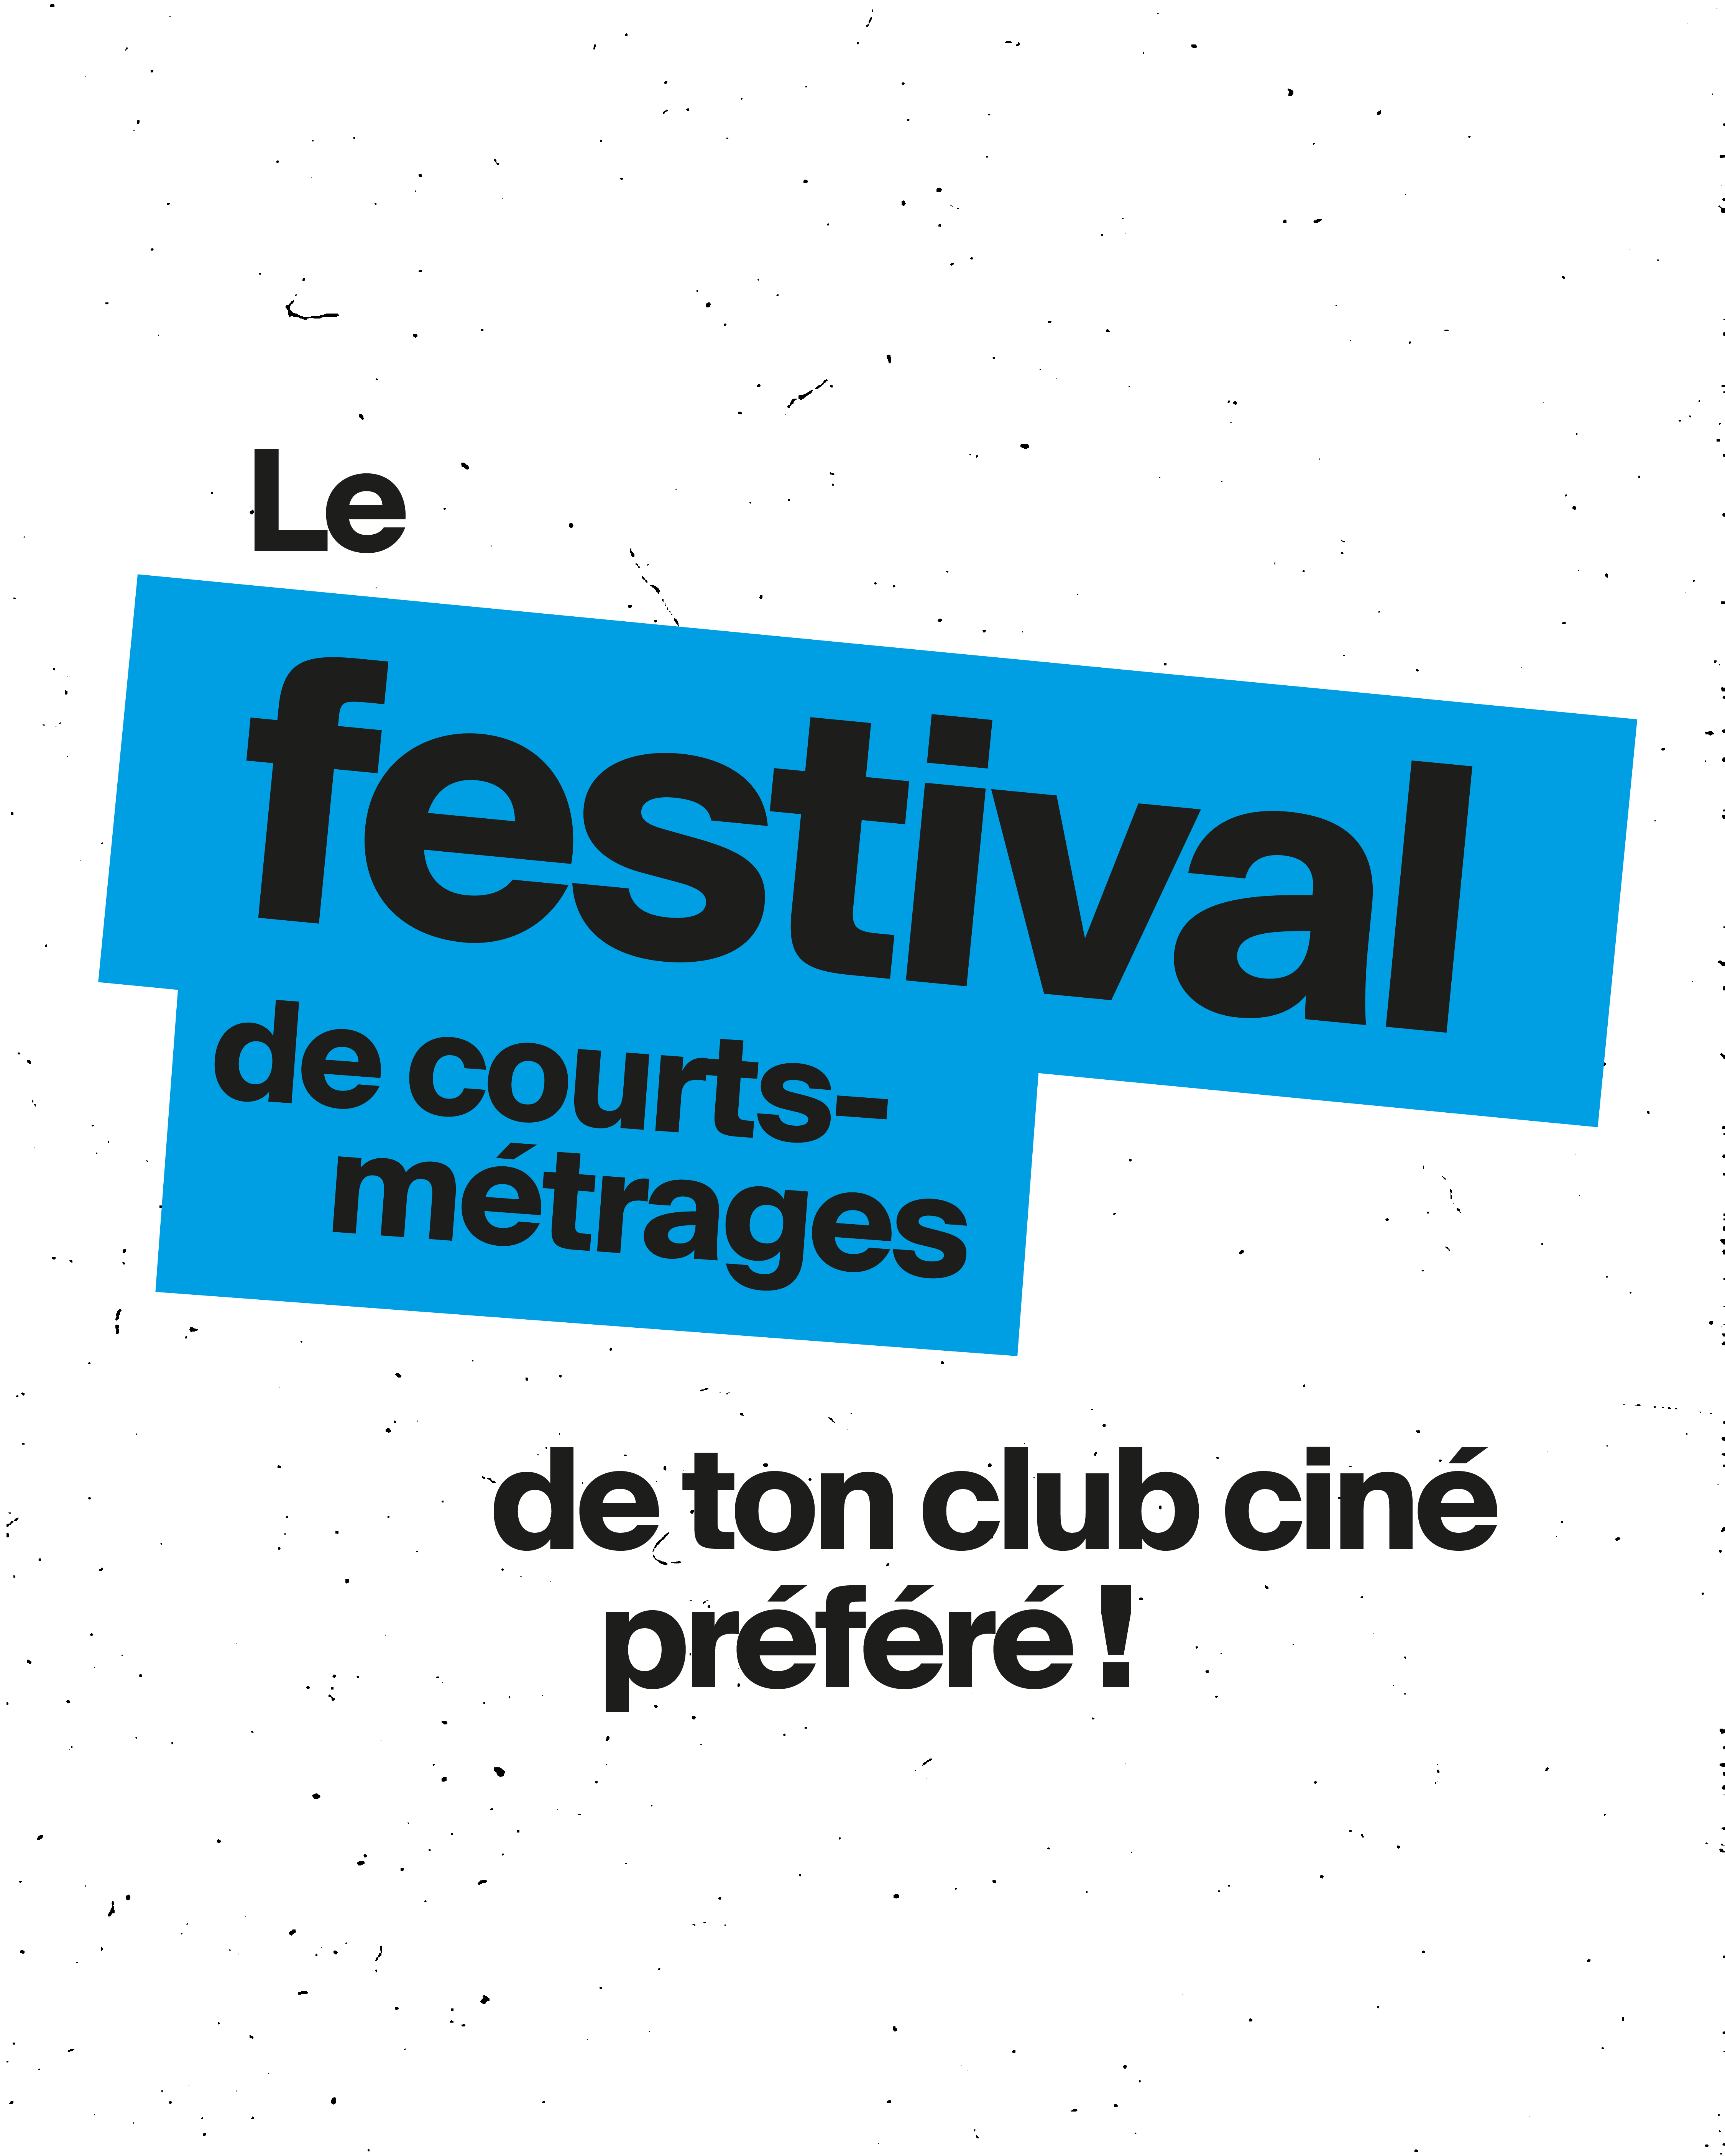 Le
festival
de courts-
métrages
de ton club ciné
préféré !